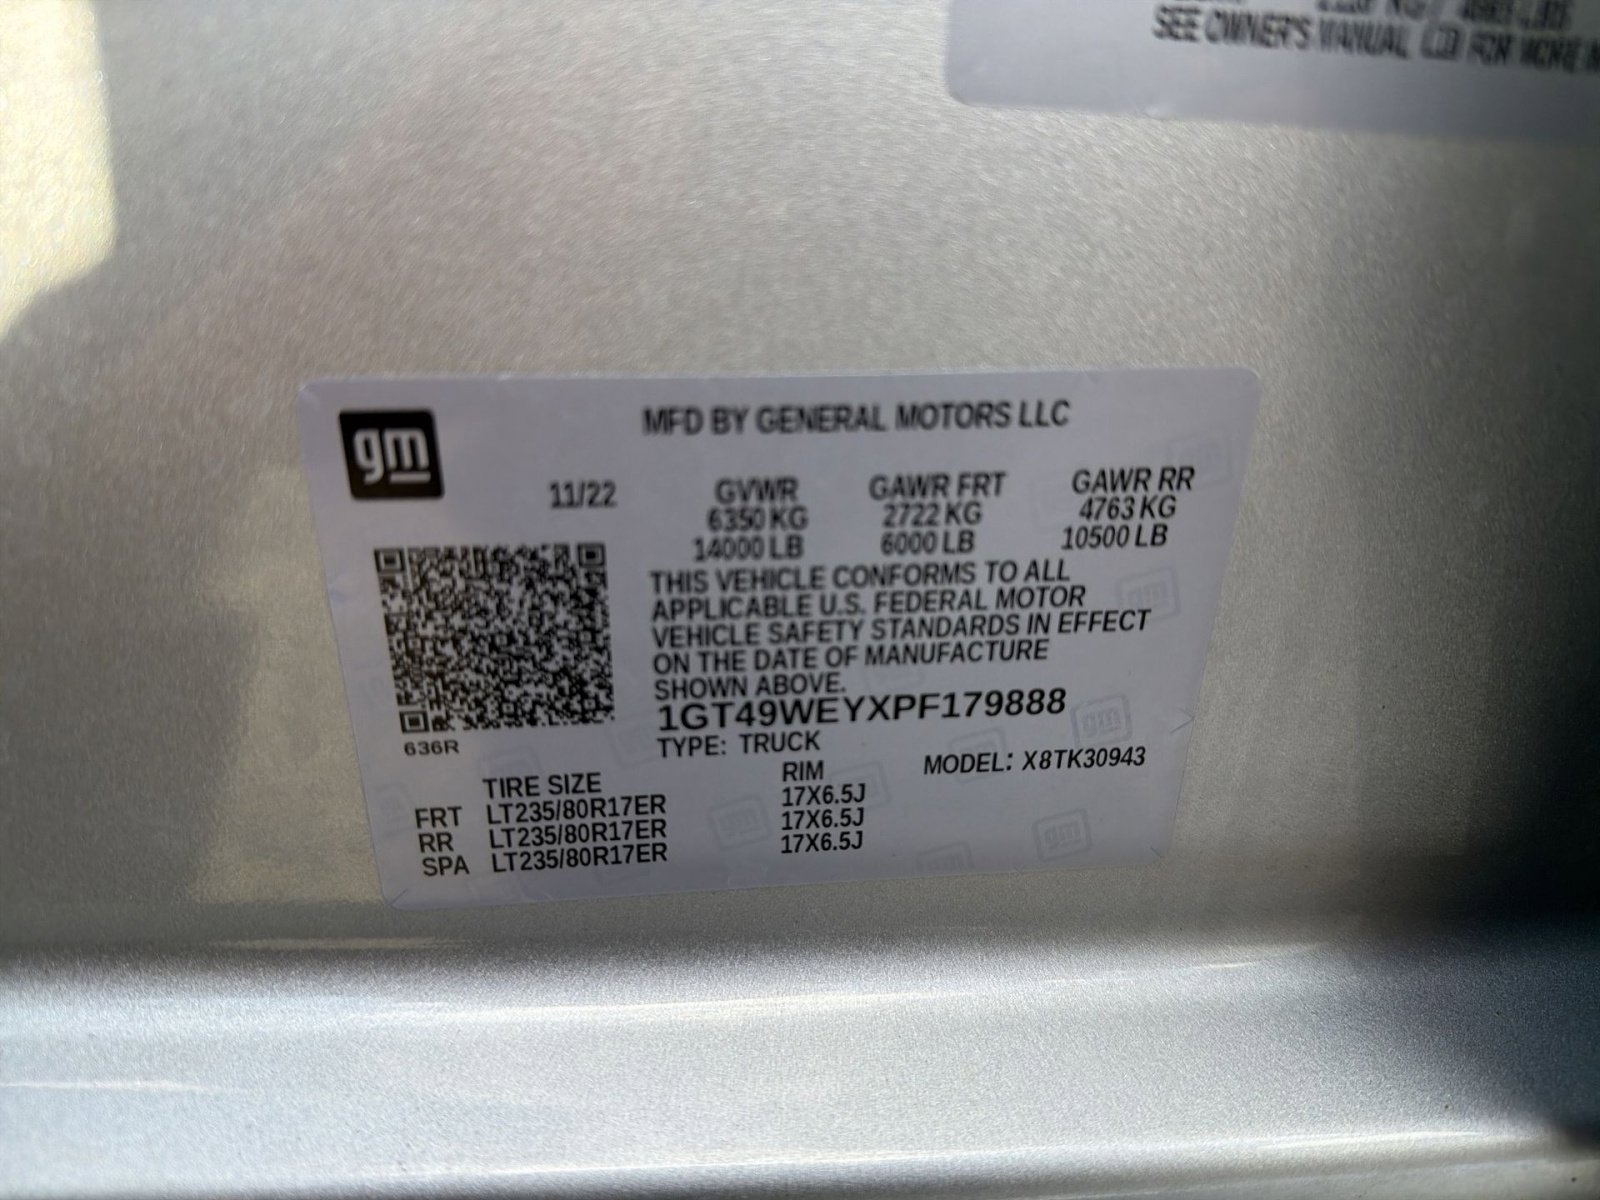 SEE OWNER'S MANUAL FOR MORE
gm
MFD BY GENERAL MOTORS LLC
11/22
GVWR GAWR FRT GAWR RR
6350 KG 2722 KG 4763 KG
14000 LB 6000 LB 10500 LB
THIS VEHICLE CONFORMS TO ALL
APPLICABLE U.S. FEDERAL MOTOR
VEHICLE SAFETY STANDARDS IN EFFECT
ON THE DATE OF MANUFACTURE
SHOWN ABOVE.
1GT49WEYXPF179888
636R
TYPE: TRUCK
MODEL: X8TK30943
TIRE SIZE RIM
FRT LT235/80R17ER 17X6.5J
RR LT235/80R17ER 17X6.5J
SPA LT235/80R17ER 17X6.5J